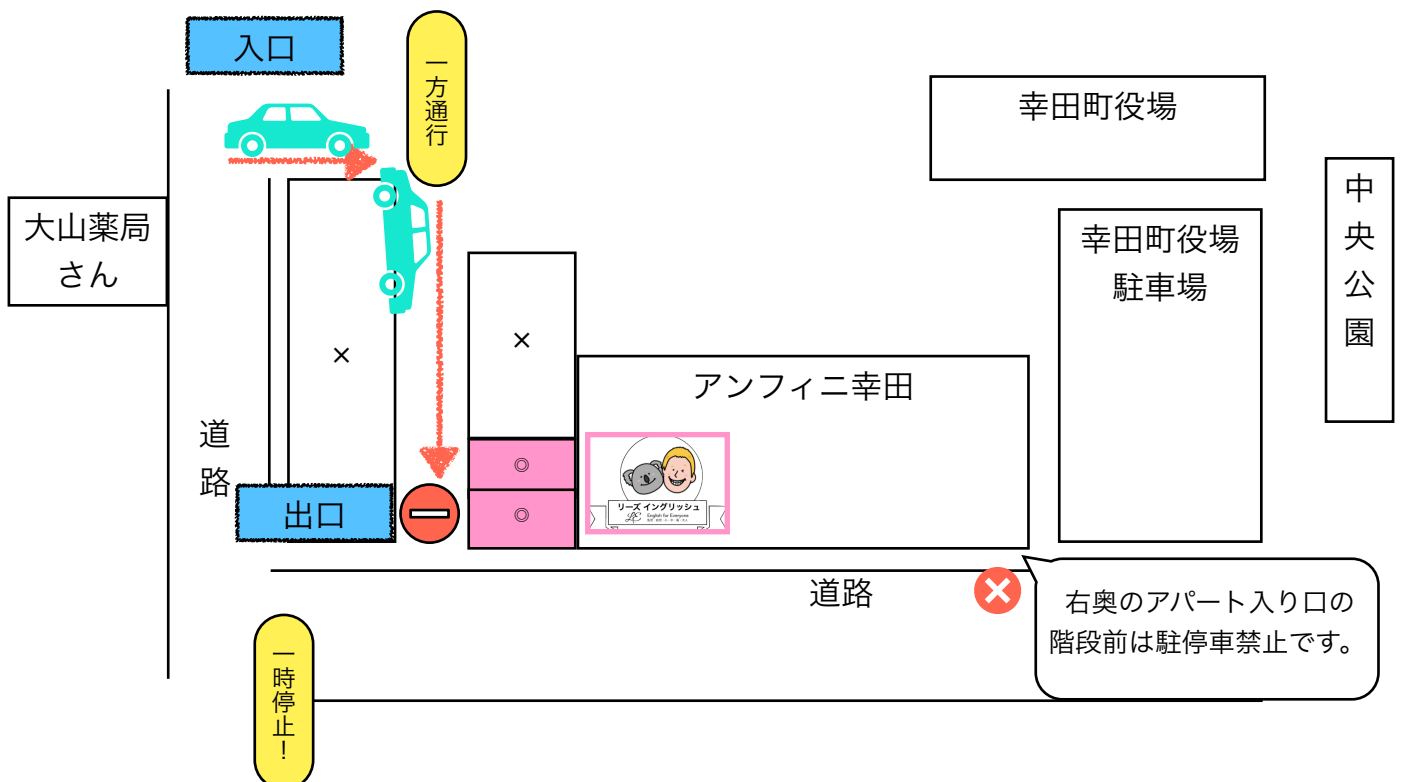 入口
一方通行
幸田町役場
大山薬局
さん
幸田町役場
駐車場
中央公園
×
×
アンフィニ幸田
道路
◎
◎
リーズ イングリッシュ
LE
English for Everyone
出口
道路
右奥のアパート入り口の
階段前は駐停車禁止です。
一時停止！